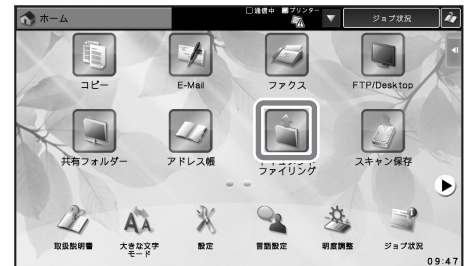 ホーム
通信中
プリンター
ジョブ状況
コピー
E-Mail
ファクス
FTP/Desktop
共有フォルダー
アドレス帳
ドキュメント
ファイリング
スキャン保存
取扱説明書
大きな文字
モード
設定
言語設定
明度調整
ジョブ状況
09:47